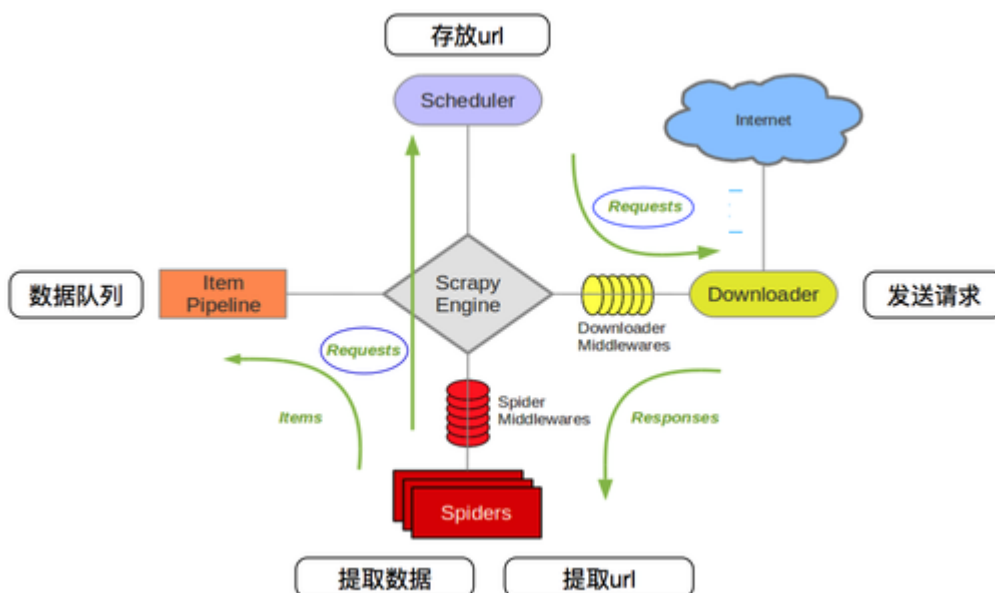 存放url
Scheduler
Internet
Requests
数据队列
Item
Pipeline
Scrapy
Engine
Downloader
发送请求
Downloader
Middlewares
Requests
Items
Spider
Middlewares
Responses
Spiders
提取数据
提取url